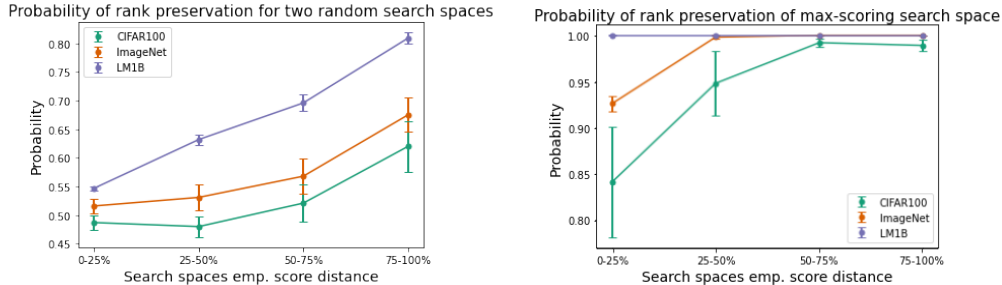 Probability of rank preservation for two random search spaces
CIFAR100
ImageNet
LM1B
0.80
0.75
0.70
0.65
0.60
0.55
0.50
0.45
Probability
0-25%
25-50%
50-75%
75-100%
Search spaces emp. score distance
Probability of rank preservation of max-scoring search space
1.00
0.95
0.90
0.85
0.80
Probability
CIFAR100
ImageNet
LM1B
0-25%
25-50%
50-75%
75-100%
Search spaces emp. score distance